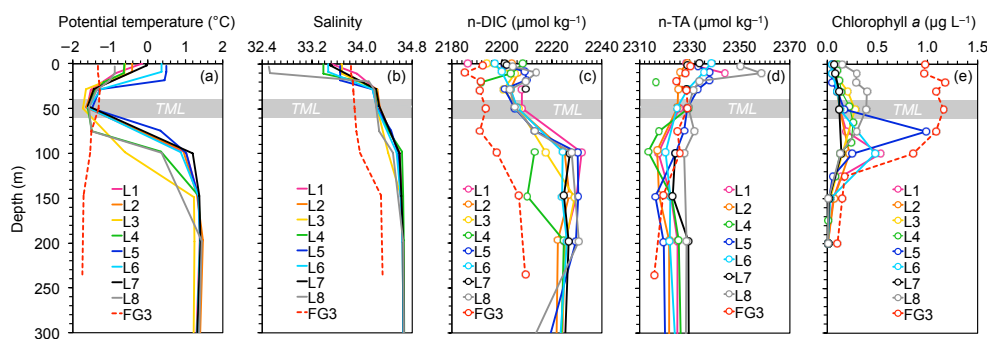 Potential temperature (°C)
−2 −1 0 1 2
0
50
100
150
200
250
300
Depth (m)
(a)
TML
L1
L2
L3
L4
L5
L6
L7
L8
FG3
Salinity
32.4 33.2 34.0 34.8
(b)
TML
L1
L2
L3
L4
L5
L6
L7
L8
FG3
n-DIC (μmol kg⁻¹)
2180 2200 2220 2240
(c)
TML
L1
L2
L3
L4
L5
L6
L7
L8
FG3
n-TA (μmol kg⁻¹)
2310 2330 2350 2370
(d)
TML
L1
L2
L3
L4
L5
L6
L7
L8
FG3
Chlorophyll a (μg L⁻¹)
0.0 0.5 1.0 1.5
(e)
TML
L1
L2
L3
L4
L5
L6
L7
L8
FG3